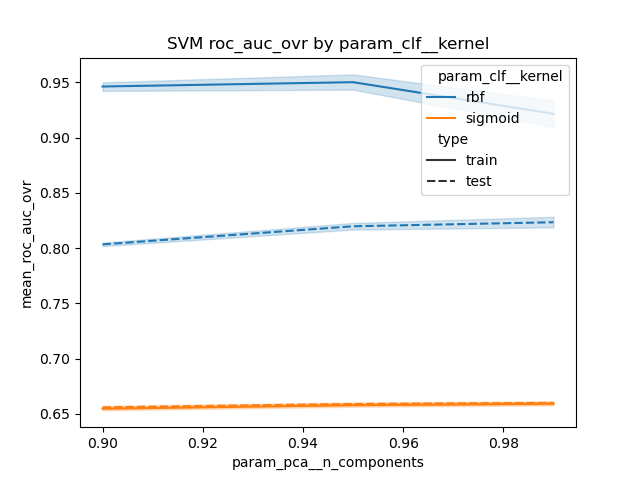 SVM roc_auc_ovr by param_clf__kernel
param_clf__kernel
rbf
sigmoid
type
train
test
mean_roc_auc_ovr
0.95
0.90
0.85
0.80
0.75
0.70
0.65
0.90
0.92
0.94
0.96
0.98
param_pca__n_components